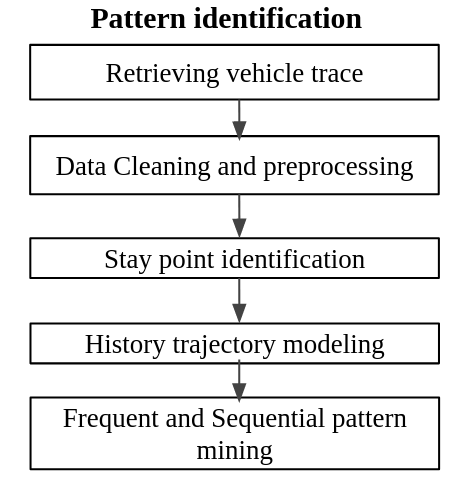 Pattern identification
Retrieving vehicle trace
Data Cleaning and preprocessing
Stay point identification
History trajectory modeling
Frequent and Sequential pattern
mining